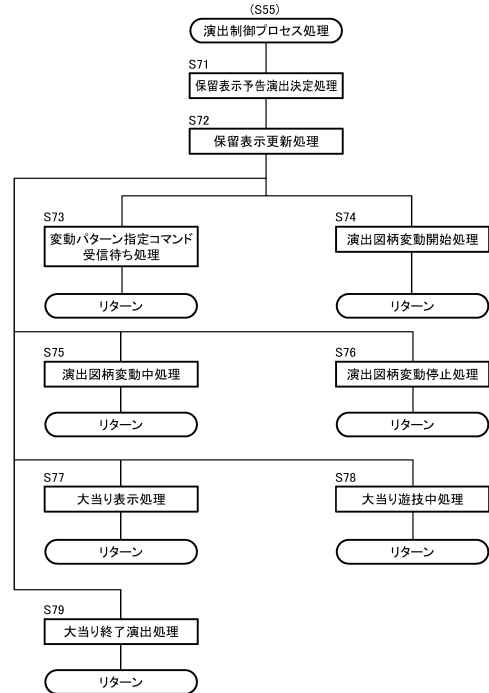 (S55)
演出制御プロセス処理
S71
保留表示予告演出決定処理
S72
保留表示更新処理
S73
変動パターン指定コマンド
受信待ち処理
リターン
S74
演出図柄変動開始処理
リターン
S75
演出図柄変動中処理
リターン
S76
演出図柄変動停止処理
リターン
S77
大当り表示処理
リターン
S78
大当り遊技中処理
リターン
S79
大当り終了演出処理
リターン